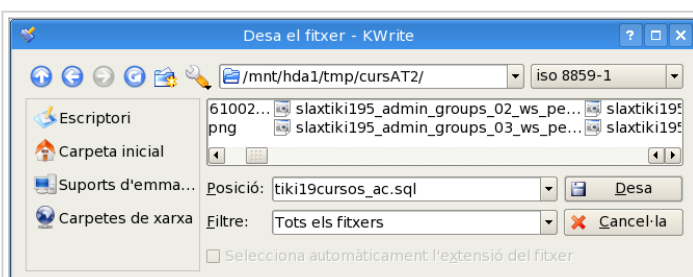 Desa el fitxer - KWrite
/mnt/hda1/tmp/cursAT2/ iso 8859-1
Escriptori
Carpeta inicial
Suports d'emma...
Carpetes de xarxa
61002... slaxtiki195_admin_groups_02_ws_pe... slaxtiki195
png slaxtiki195_admin_groups_03_ws_pe... slaxtiki195
Posició: tiki19cursos_ac.sql Desa
Filtre: Tots els fitxers Cancel·la
Selecciona automàticament l'extensió del fitxer